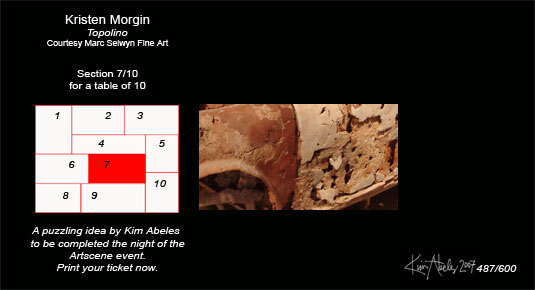 Kristen Morgin
Topolino
Courtesy Marc Selwyn Fine Art
Section 7/10
for a table of 10
1
2
3
4
5
6
7
8
9
10
A puzzling idea by Kim Abeles
to be completed the night of the
Artscene event.
Print your ticket now.
Kim Abeles 2007 487/600